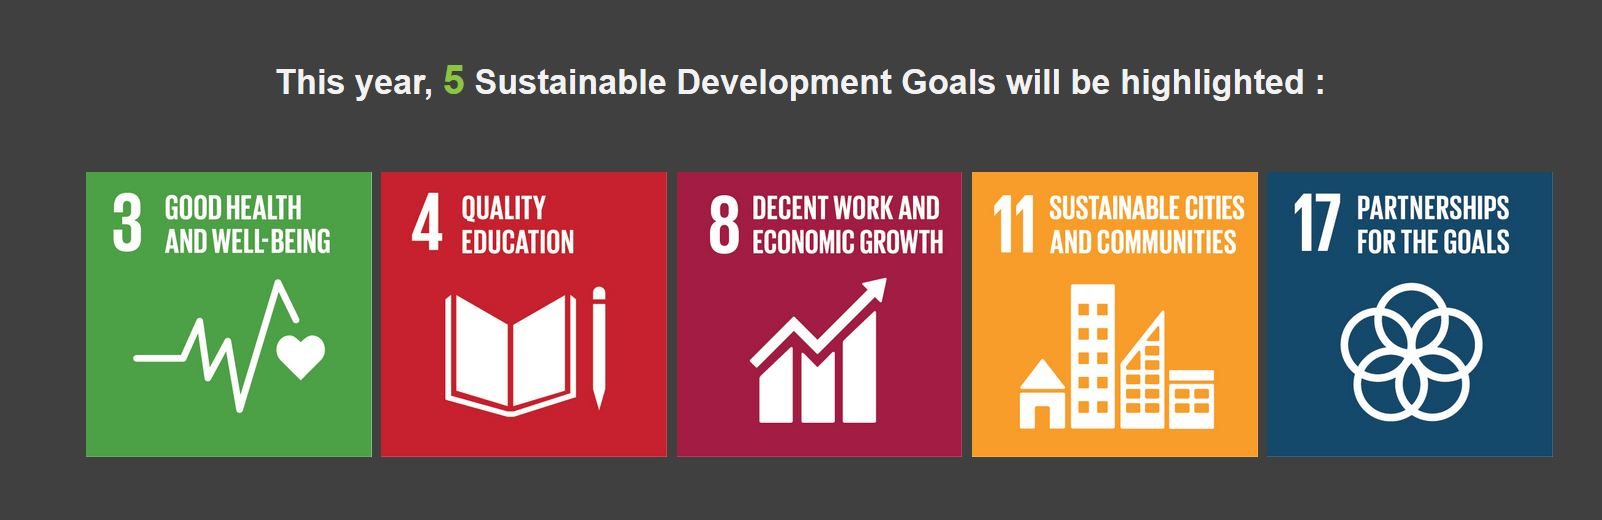 This year, 5 Sustainable Development Goals will be highlighted :
3 GOOD HEALTH
AND WELL-BEING
4 QUALITY
EDUCATION
8 DECENT WORK AND
ECONOMIC GROWTH
11 SUSTAINABLE CITIES
AND COMMUNITIES
17 PARTNERSHIPS
FOR THE GOALS